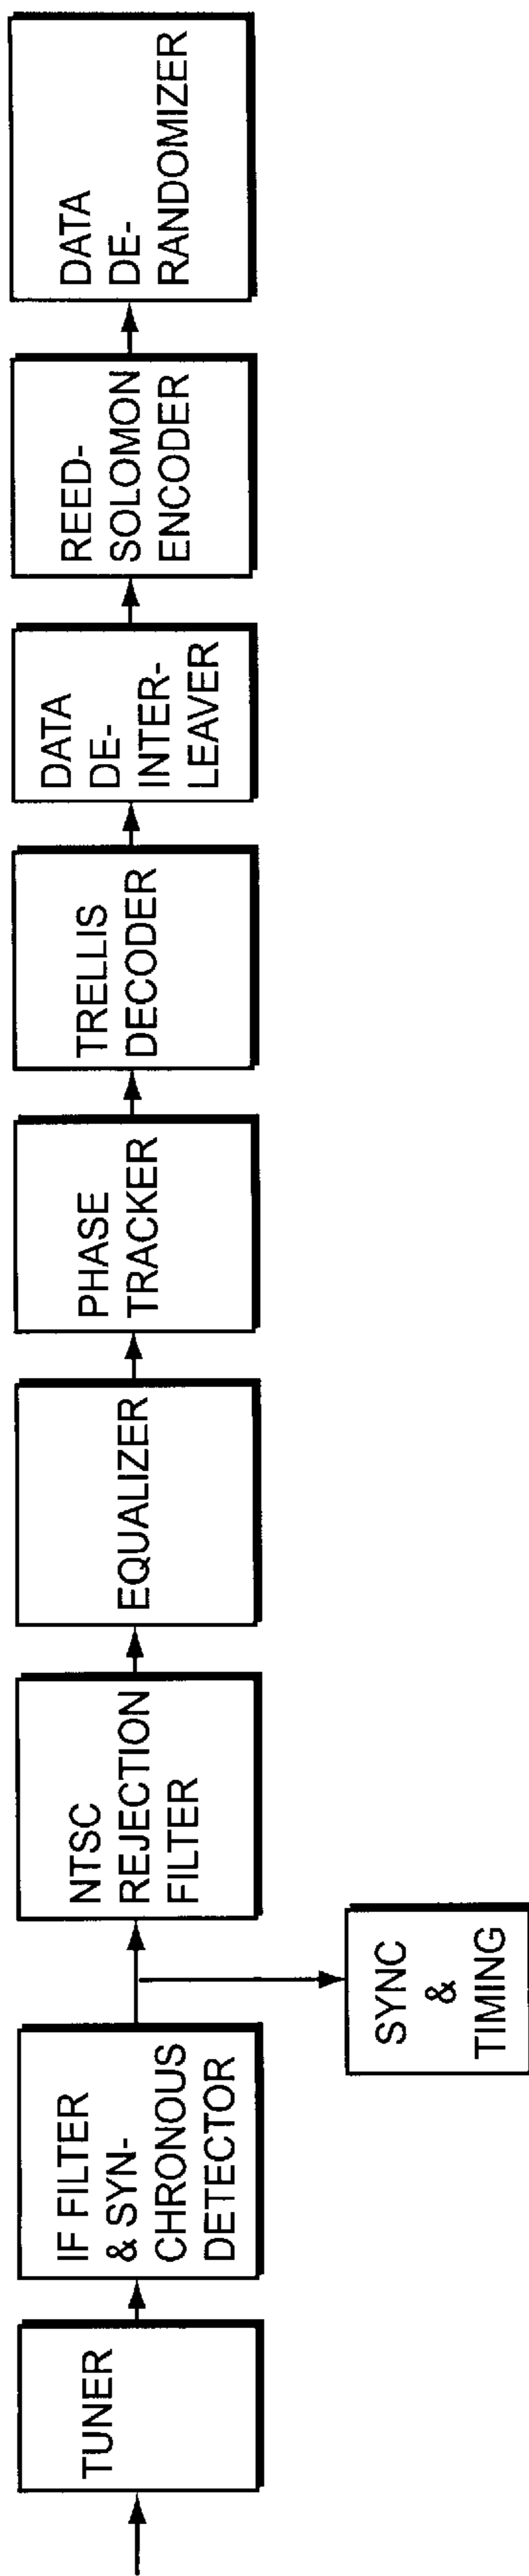 TUNER
IF FILTER
& SYN-
CHRONOUS
DETECTOR
SYNC
&
TIMING
NTSC
REJECTION
FILTER
EQUALIZER
PHASE
TRACKER
TRELLIS
DECODER
DATA
DE-
INTER-
LEAVER
REED-
SOLOMON
ENCODER
DATA
DE-
RANDOMIZER